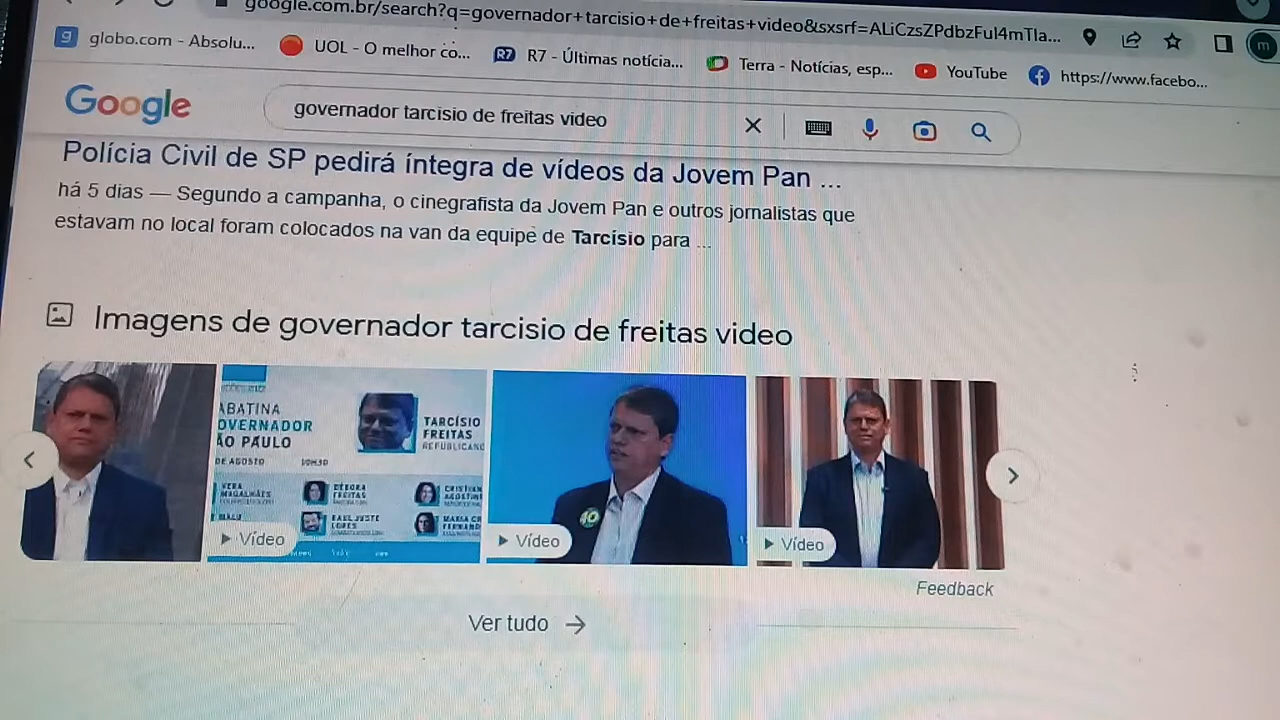 google.com.br/search?q=governador+tarcisio+de+freitas+video&sxsrf=ALiCzsZPdbzFul4mTla...
globo.com - Absolu... UOL - O melhor co... R7 - Últimas notícia... Terra - Notícias, esp... YouTube https://www.facebo...
Google governador tarcisio de freitas video
Polícia Civil de SP pedirá íntegra de vídeos da Jovem Pan ...
há 5 dias — Segundo a campanha, o cinegrafista da Jovem Pan e outros jornalistas que
estavam no local foram colocados na van da equipe de Tarcísio para ...
Imagens de governador tarcisio de freitas video
ABATINA
OVERNADOR
ÃO PAULO
DE AGOSTO 10H30
TARCÍSIO
FREITAS
REPUBLICANO
VERA
MAGALHÃES
DÉBORA
FREITAS
RAUL JUSTE
LORES
Vídeo
10
Vídeo
Vídeo
Feedback
Ver tudo